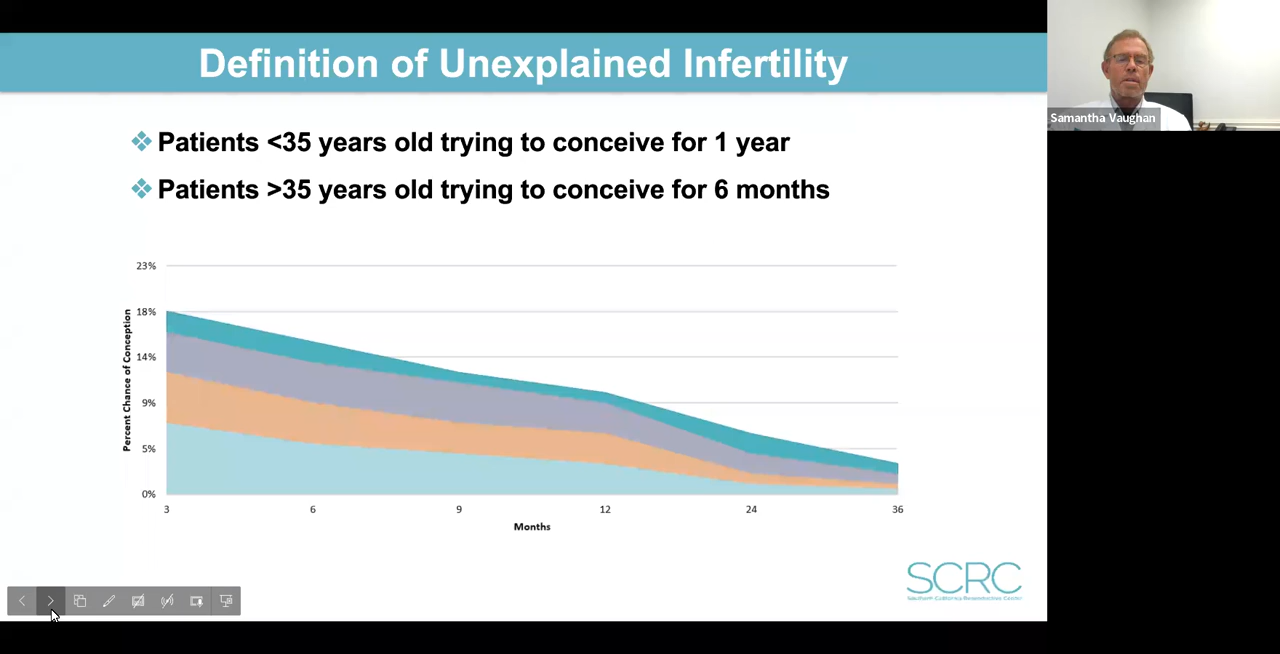 Definition of Unexplained Infertility
Samantha Vaughan
Patients <35 years old trying to conceive for 1 year
Patients >35 years old trying to conceive for 6 months
23%
18%
14%
9%
5%
0%
Percent Chance of Conception
3 6 9 12 24 36
Months
SCRC
Southern California Reproductive Center